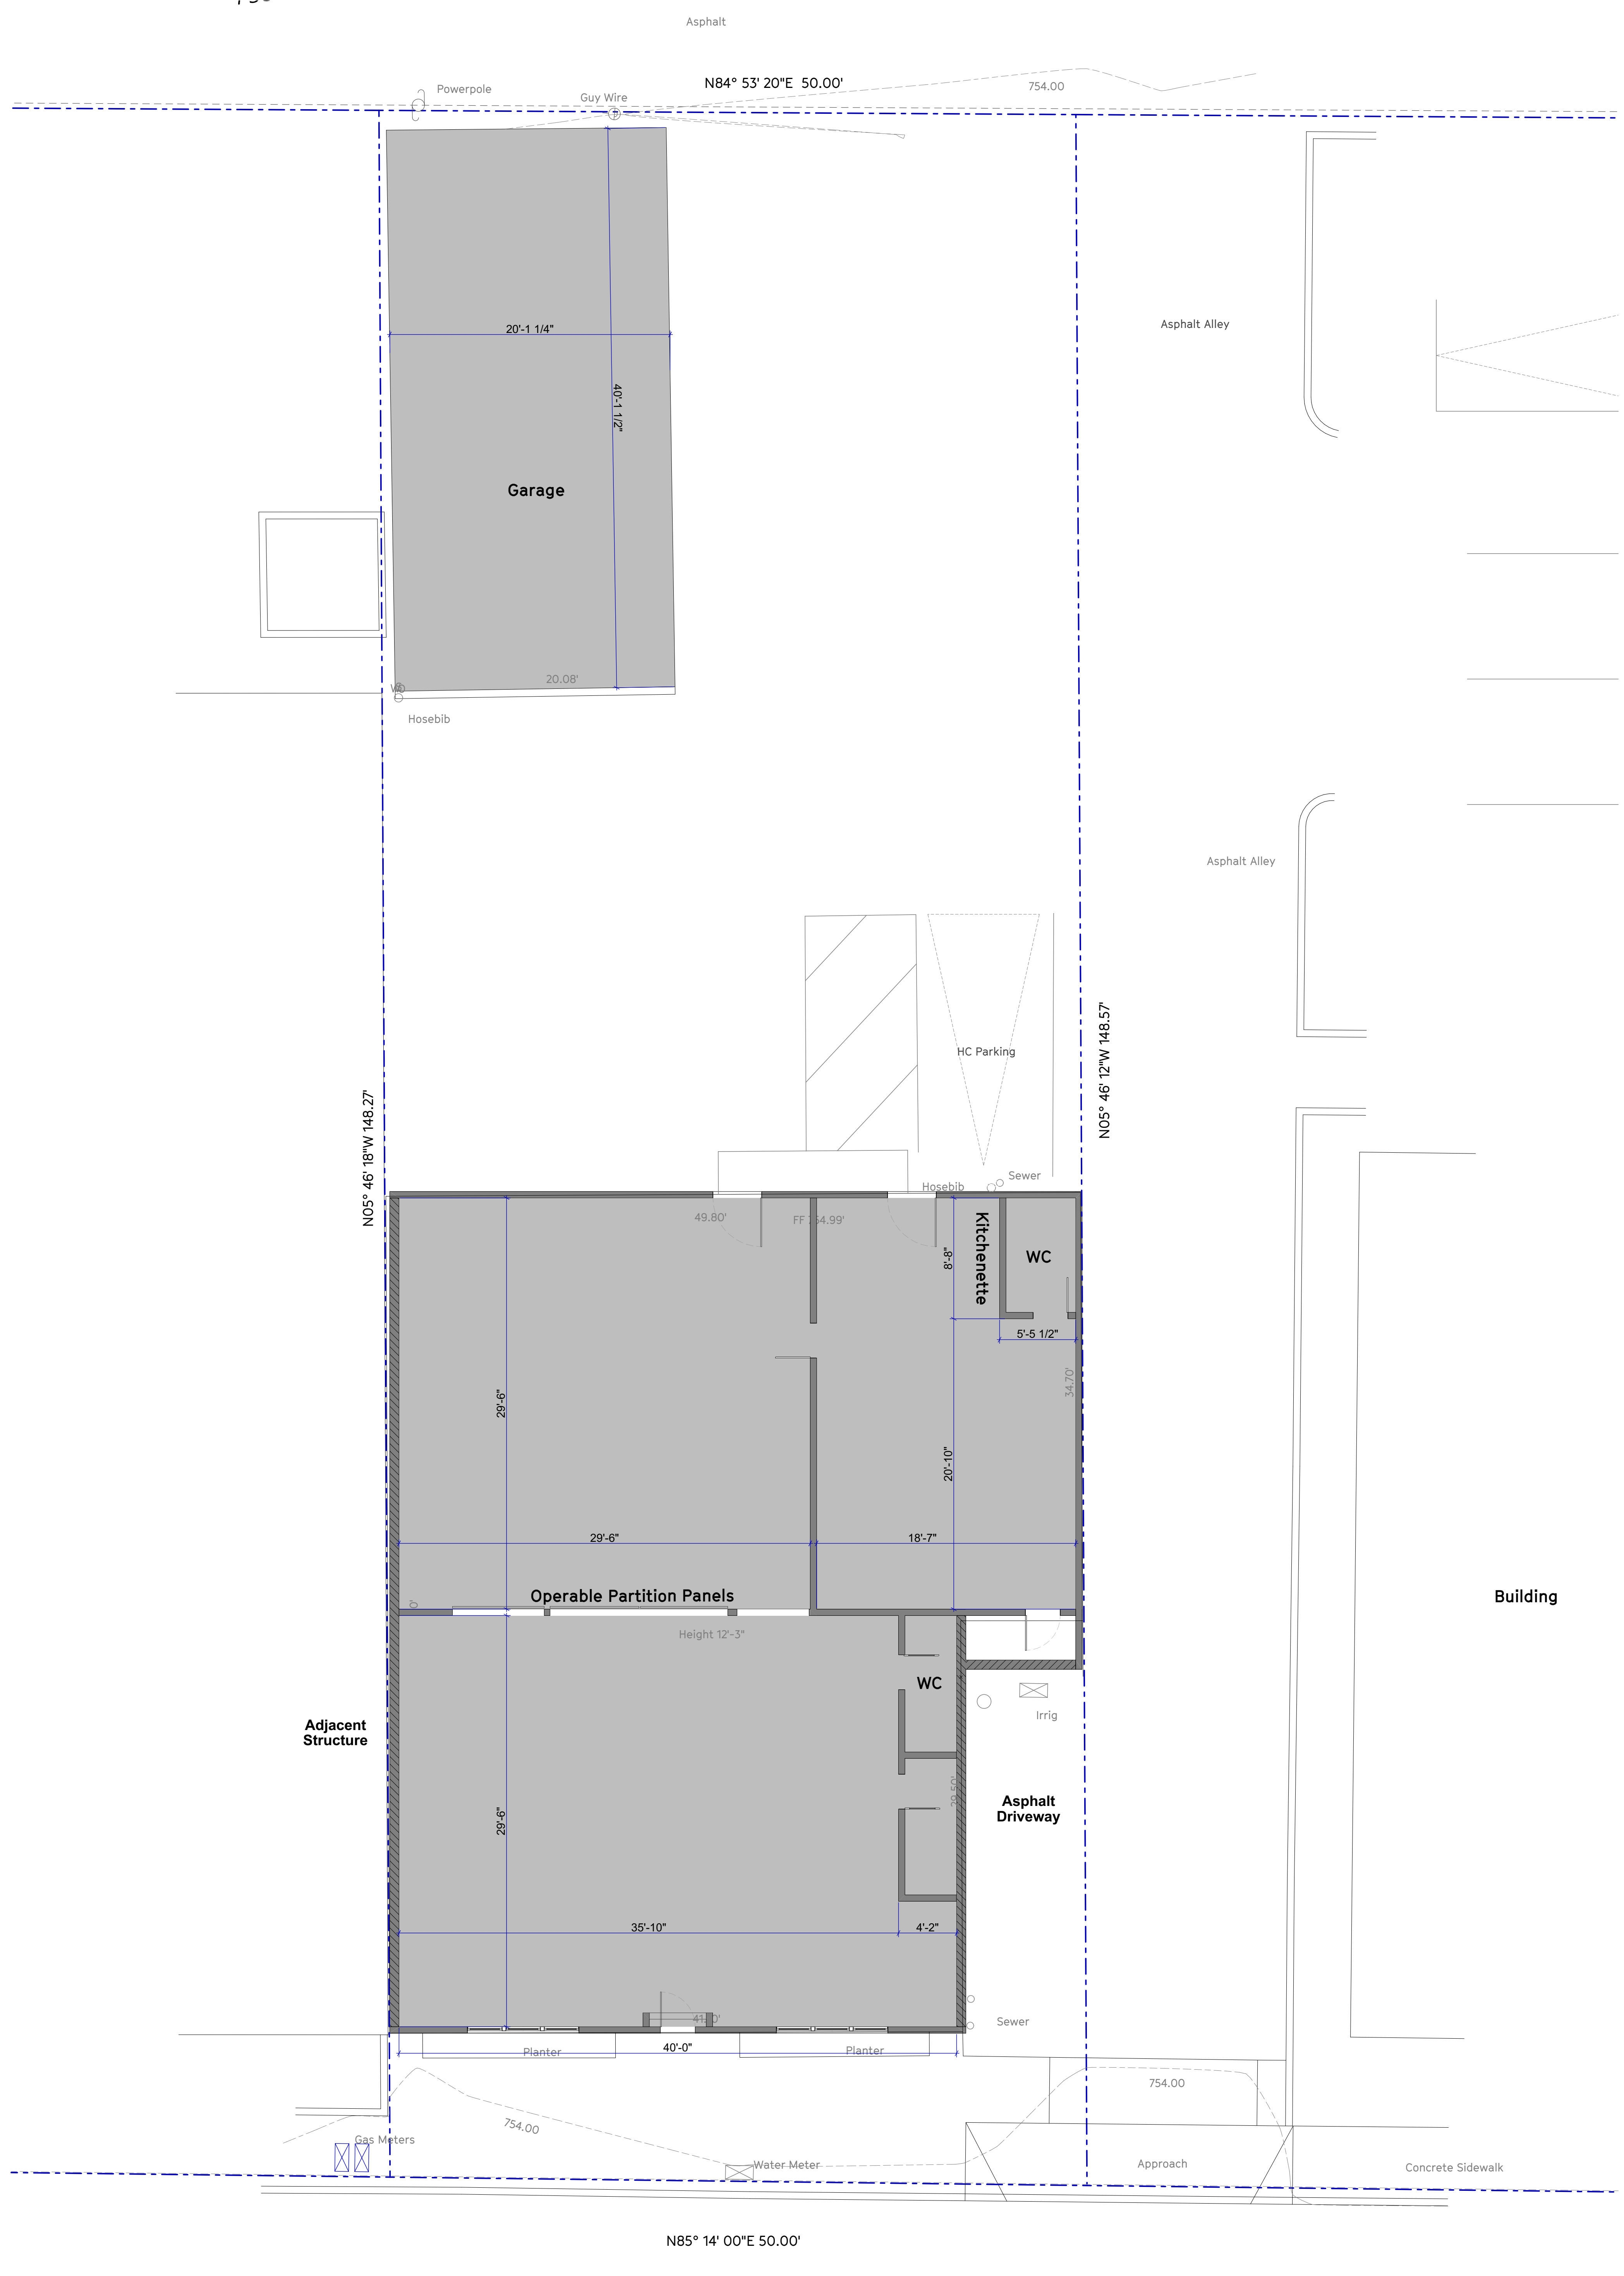 Asphalt
N84° 53' 20"E 50.00'
754.00
Powerpole
Guy Wire
20'-1 1/4"
Asphalt Alley
40'-1 1/2"
Garage
20.08'
Hosebib
Asphalt Alley
HC Parking
N05° 46' 12"W 148.57'
N05° 46' 18"W 148.27'
Sewer
Hosebib
49.80'
Kitchenette
8'-8"
WC
5'-5 1/2"
34.70'
29'-6"
20'-10"
29'-6"
18'-7"
Operable Partition Panels
Building
Height 12'-3"
WC
Irrig
Adjacent
Structure
Asphalt
Driveway
29'-6"
35'-10"
4'-2"
Sewer
40'-0"
Planter
Planter
754.00
754.00
Gas Meters
Water Meter
Approach
Concrete Sidewalk
N85° 14' 00"E 50.00'